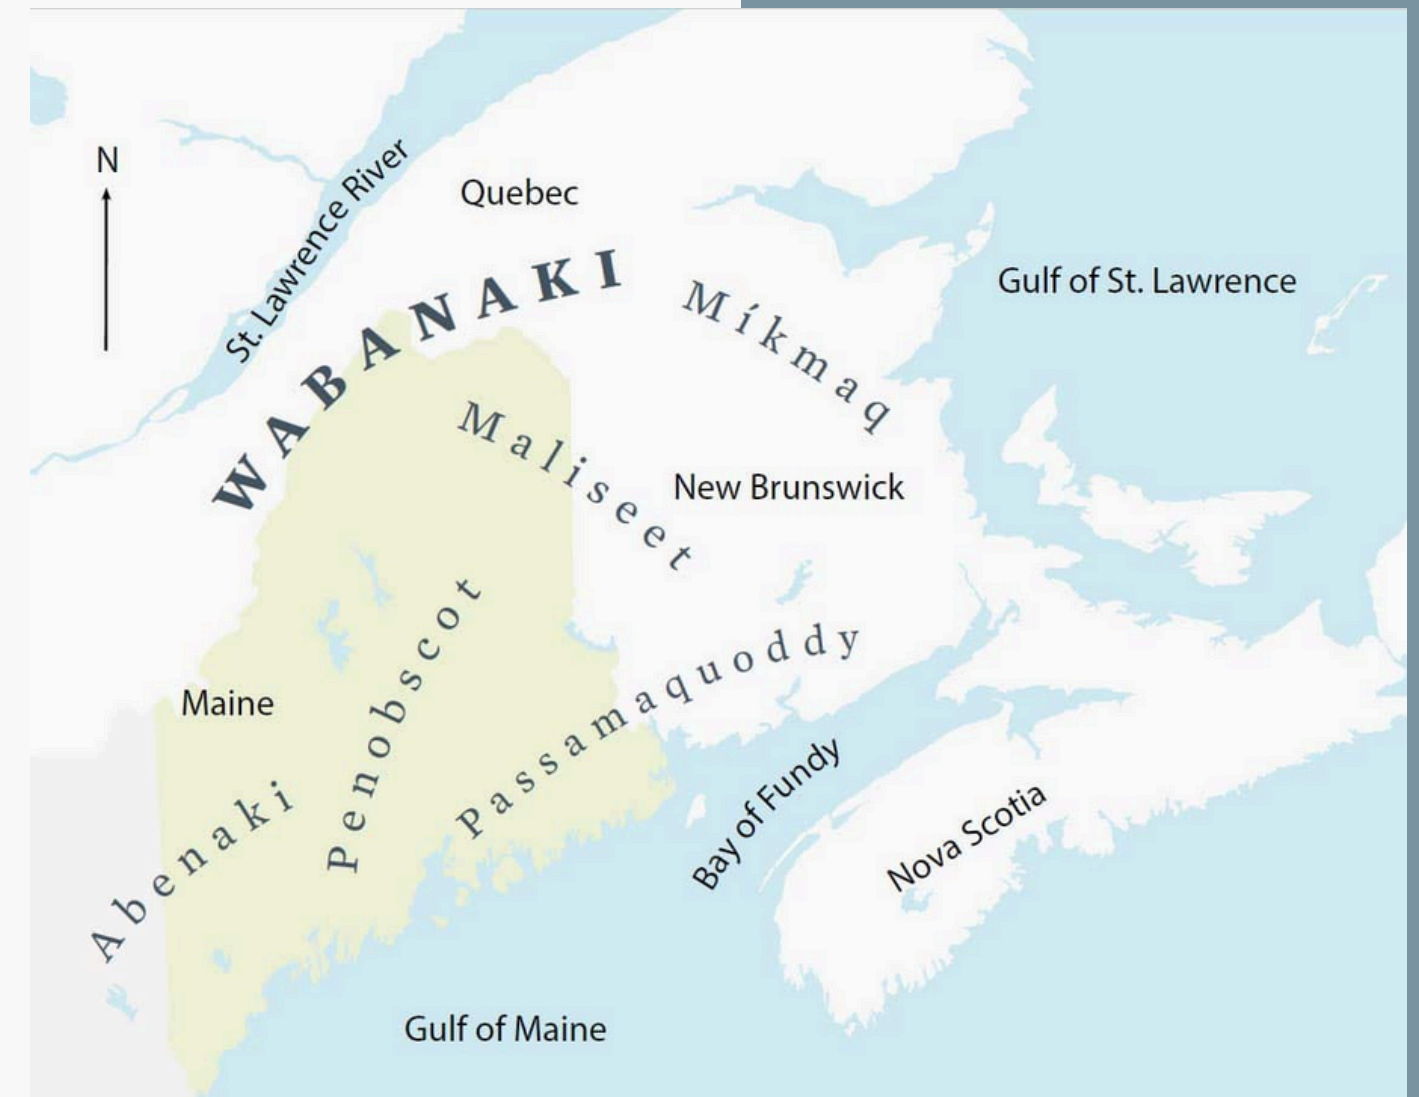 N
St. Lawrence River
Quebec
WABANAKI
Míkmaq
Gulf of St. Lawrence
Maliseet
New Brunswick
Penobscot
Passamaquoddy
Maine
Abenaki
Bay of Fundy
Nova Scotia
Gulf of Maine